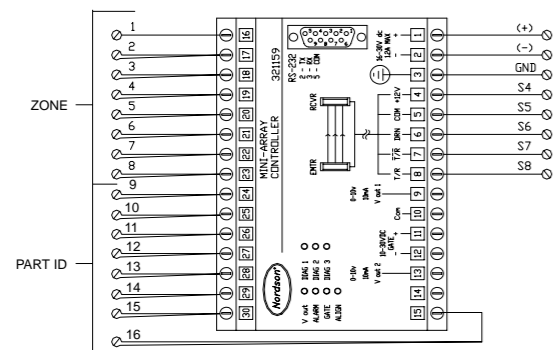 ZONE
PART ID
1
2
3
4
5
6
7
8
9
10
11
12
13
14
15
16
16
17
18
19
20
21
22
23
24
25
26
27
28
29
30
MINI-ARRAY
CONTROLLER
321159
RS-232
2 - TX
3 - RX
5 - COM
RCVR
EMTR
DIAG 1
DIAG 2
DIAG 3
V out
ALARM
GATE
ALIGN
Nordson
16-30V dc
1.2A MAX
+
-
+12V
COM
DRN
T/R
T/R
0-10v
10mA
V out 1
Com
10-30VDC
GATE
+
-
0-10v
10mA
V out 2
1
2
3
4
5
6
7
8
9
10
11
12
13
14
15
(+)
(-)
GND
S4
S5
S6
S7
S8